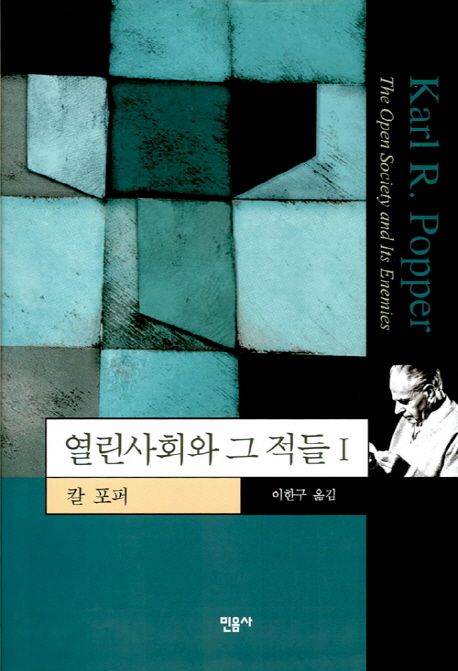 Karl R. Popper
The Open Society and Its Enemies
열린사회와 그 적들 I
칼 포퍼
이한구 옮김
민음사